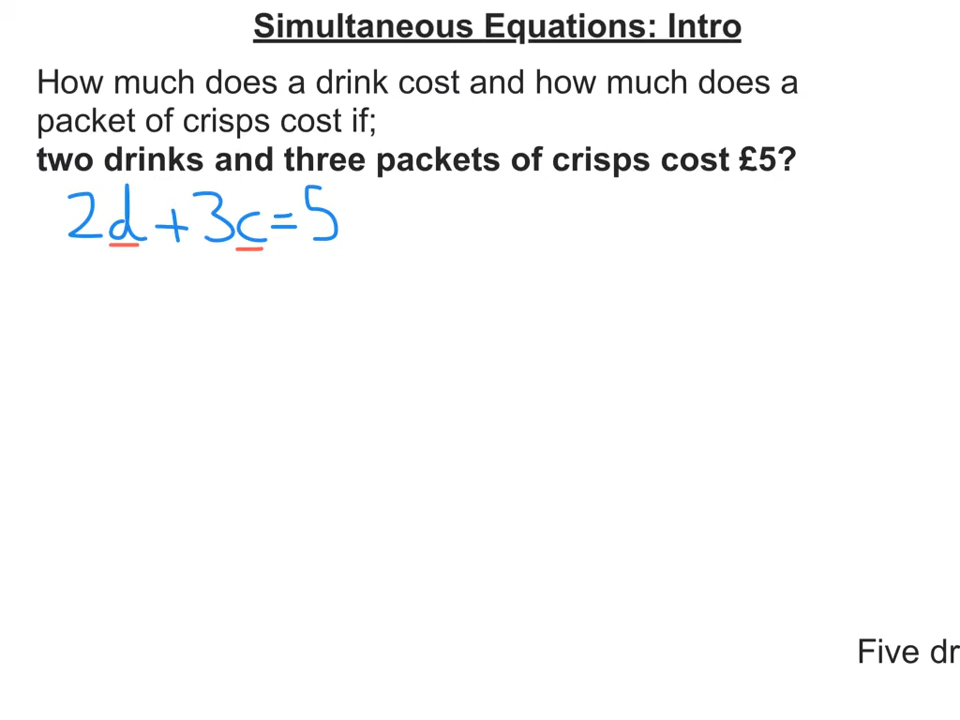 Simultaneous Equations: Intro
How much does a drink cost and how much does a
packet of crisps cost if;
two drinks and three packets of crisps cost £5?
2d+3c=5
Five dr